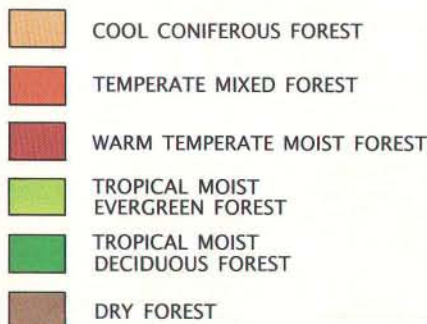 COOL CONIFEROUS FOREST
TEMPERATE MIXED FOREST
WARM TEMPERATE MOIST FOREST
TROPICAL MOIST
EVERGREEN FOREST
TROPICAL MOIST
DECIDUOUS FOREST
DRY FOREST